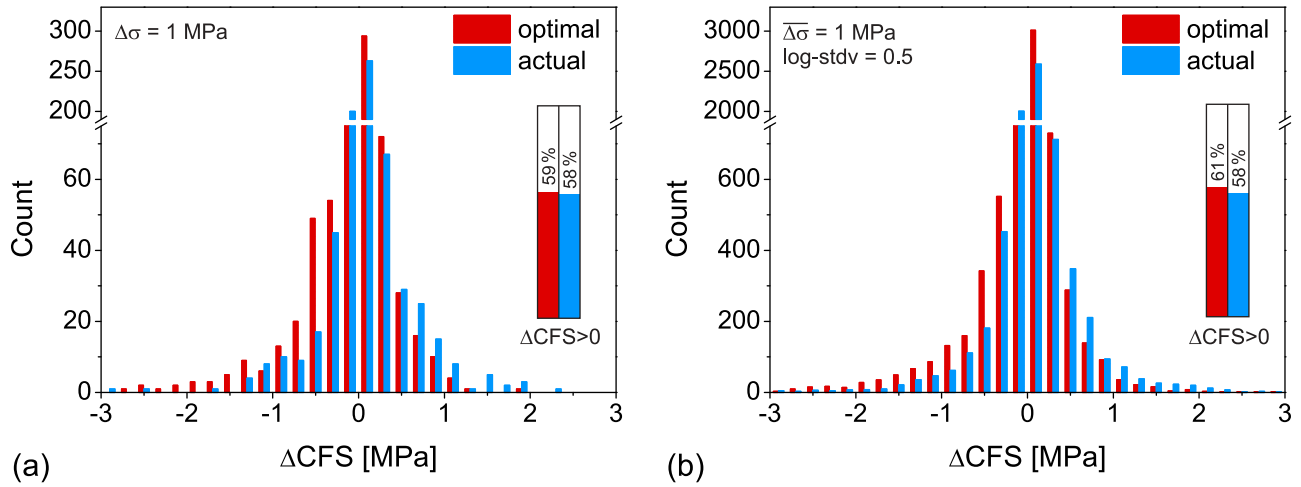 Δσ = 1 MPa
optimal
actual
300
250
200
60
40
20
0
Count
59 %
58 %
ΔCFS>0
-3
-2
-1
0
1
2
3
ΔCFS [MPa]
(a)
Δσ̅ = 1 MPa
log-stdv = 0.5
optimal
actual
3000
2500
2000
600
400
200
0
Count
61 %
58 %
ΔCFS>0
-3
-2
-1
0
1
2
3
ΔCFS [MPa]
(b)